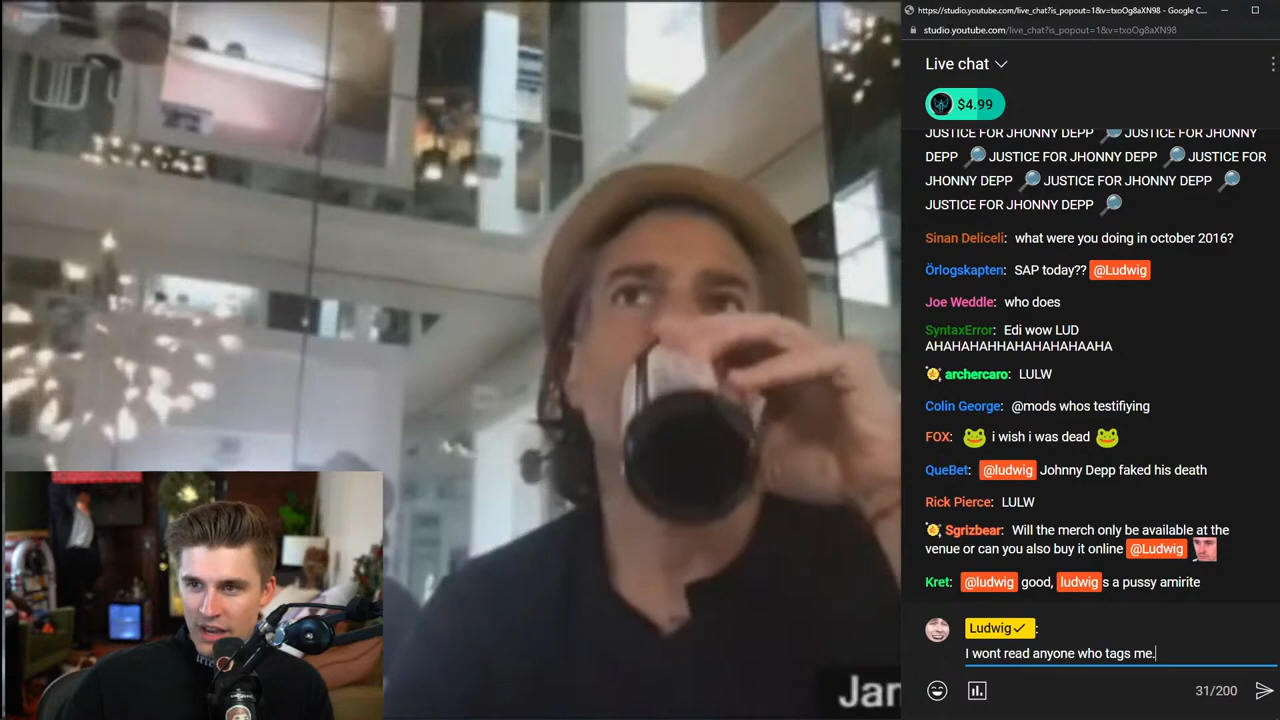 https://studio.youtube.com/live_chat?is_popout=1&v=txoOg8aXN98 - Google C...
studio.youtube.com/live_chat?is_popout=1&v=txoOg8aXN98
Live chat
$4.99
JUSTICE FOR JHONNY DEPP 🔎 JUSTICE FOR JHONNY
DEPP 🔎 JUSTICE FOR JHONNY DEPP 🔎 JUSTICE FOR
JHONNY DEPP 🔎 JUSTICE FOR JHONNY DEPP 🔎
JUSTICE FOR JHONNY DEPP 🔎
Sinan Deliceli: what were you doing in october 2016?
Örlogskapten: SAP today?? @Ludwig
Joe Weddle: who does
SyntaxError: Edi wow LUD
AHAHAHAHHAHAHAHAHAAHA
archercaro: LULW
Colin George: @mods whos testifiying
FOX: 🐸 i wish i was dead 🐸
QueBet: @ludwig Johnny Depp faked his death
Rick Pierce: LULW
Sgrizbear: Will the merch only be available at the
venue or can you also buy it online @Ludwig
Kret: @ludwig good, ludwig s a pussy amirite
Ludwig✓:
I wont read anyone who tags me.
31/200
Jar